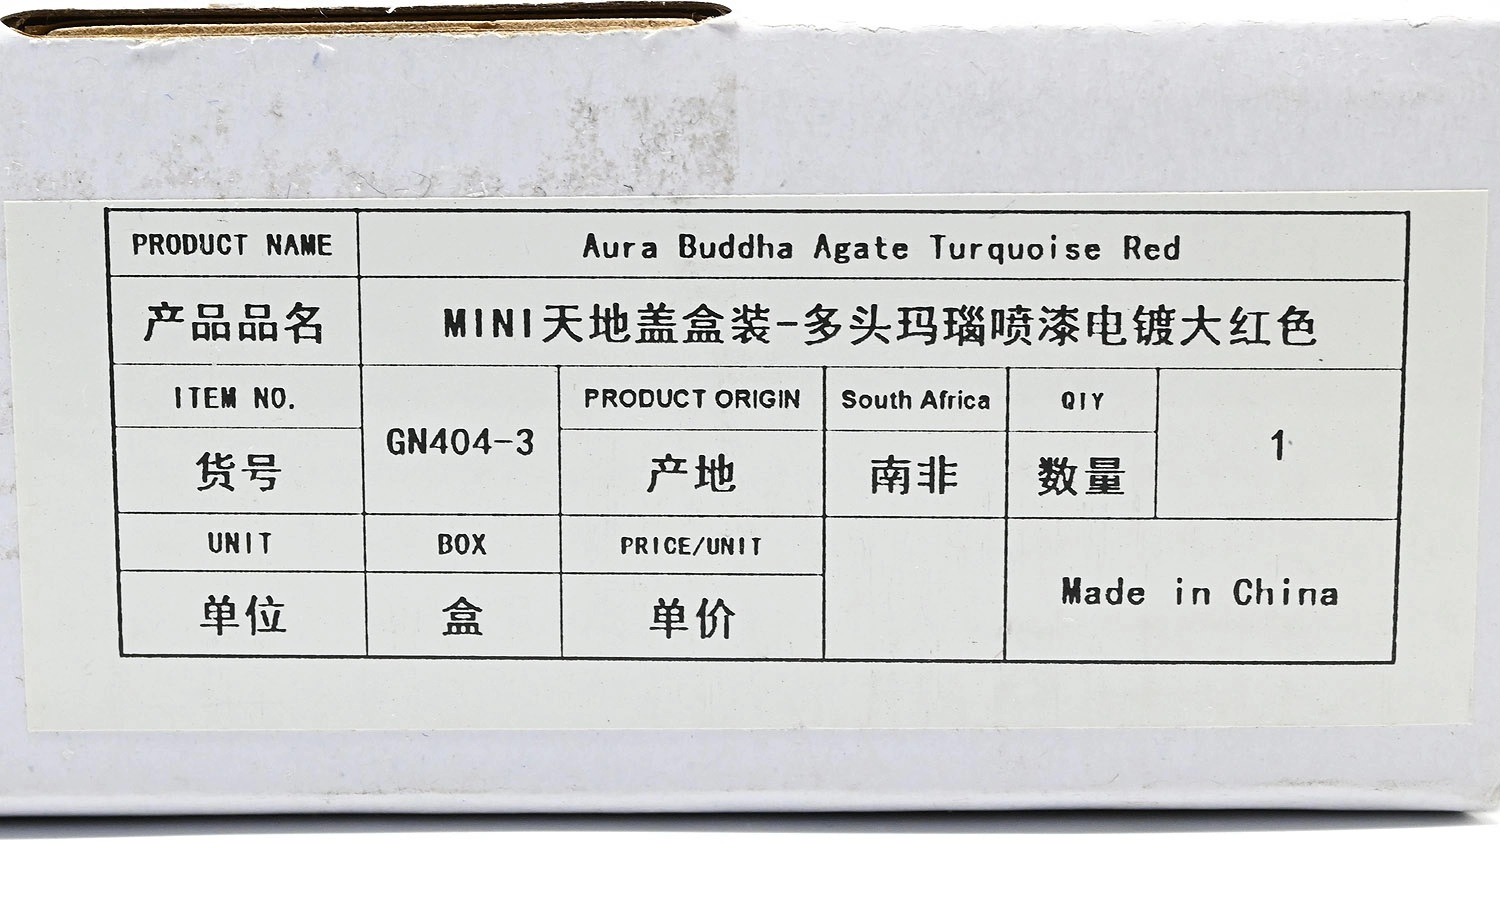 PRODUCT NAME
Aura Buddha Agate Turquoise Red
产品品名
MINI天地盖盒装-多头玛瑙喷漆电镀大红色
ITEM NO.
GN404-3
PRODUCT ORIGIN
South Africa
QIY
1
货号
产地
南非
数量
UNIT
BOX
PRICE/UNIT
Made in China
单位
盒
单价